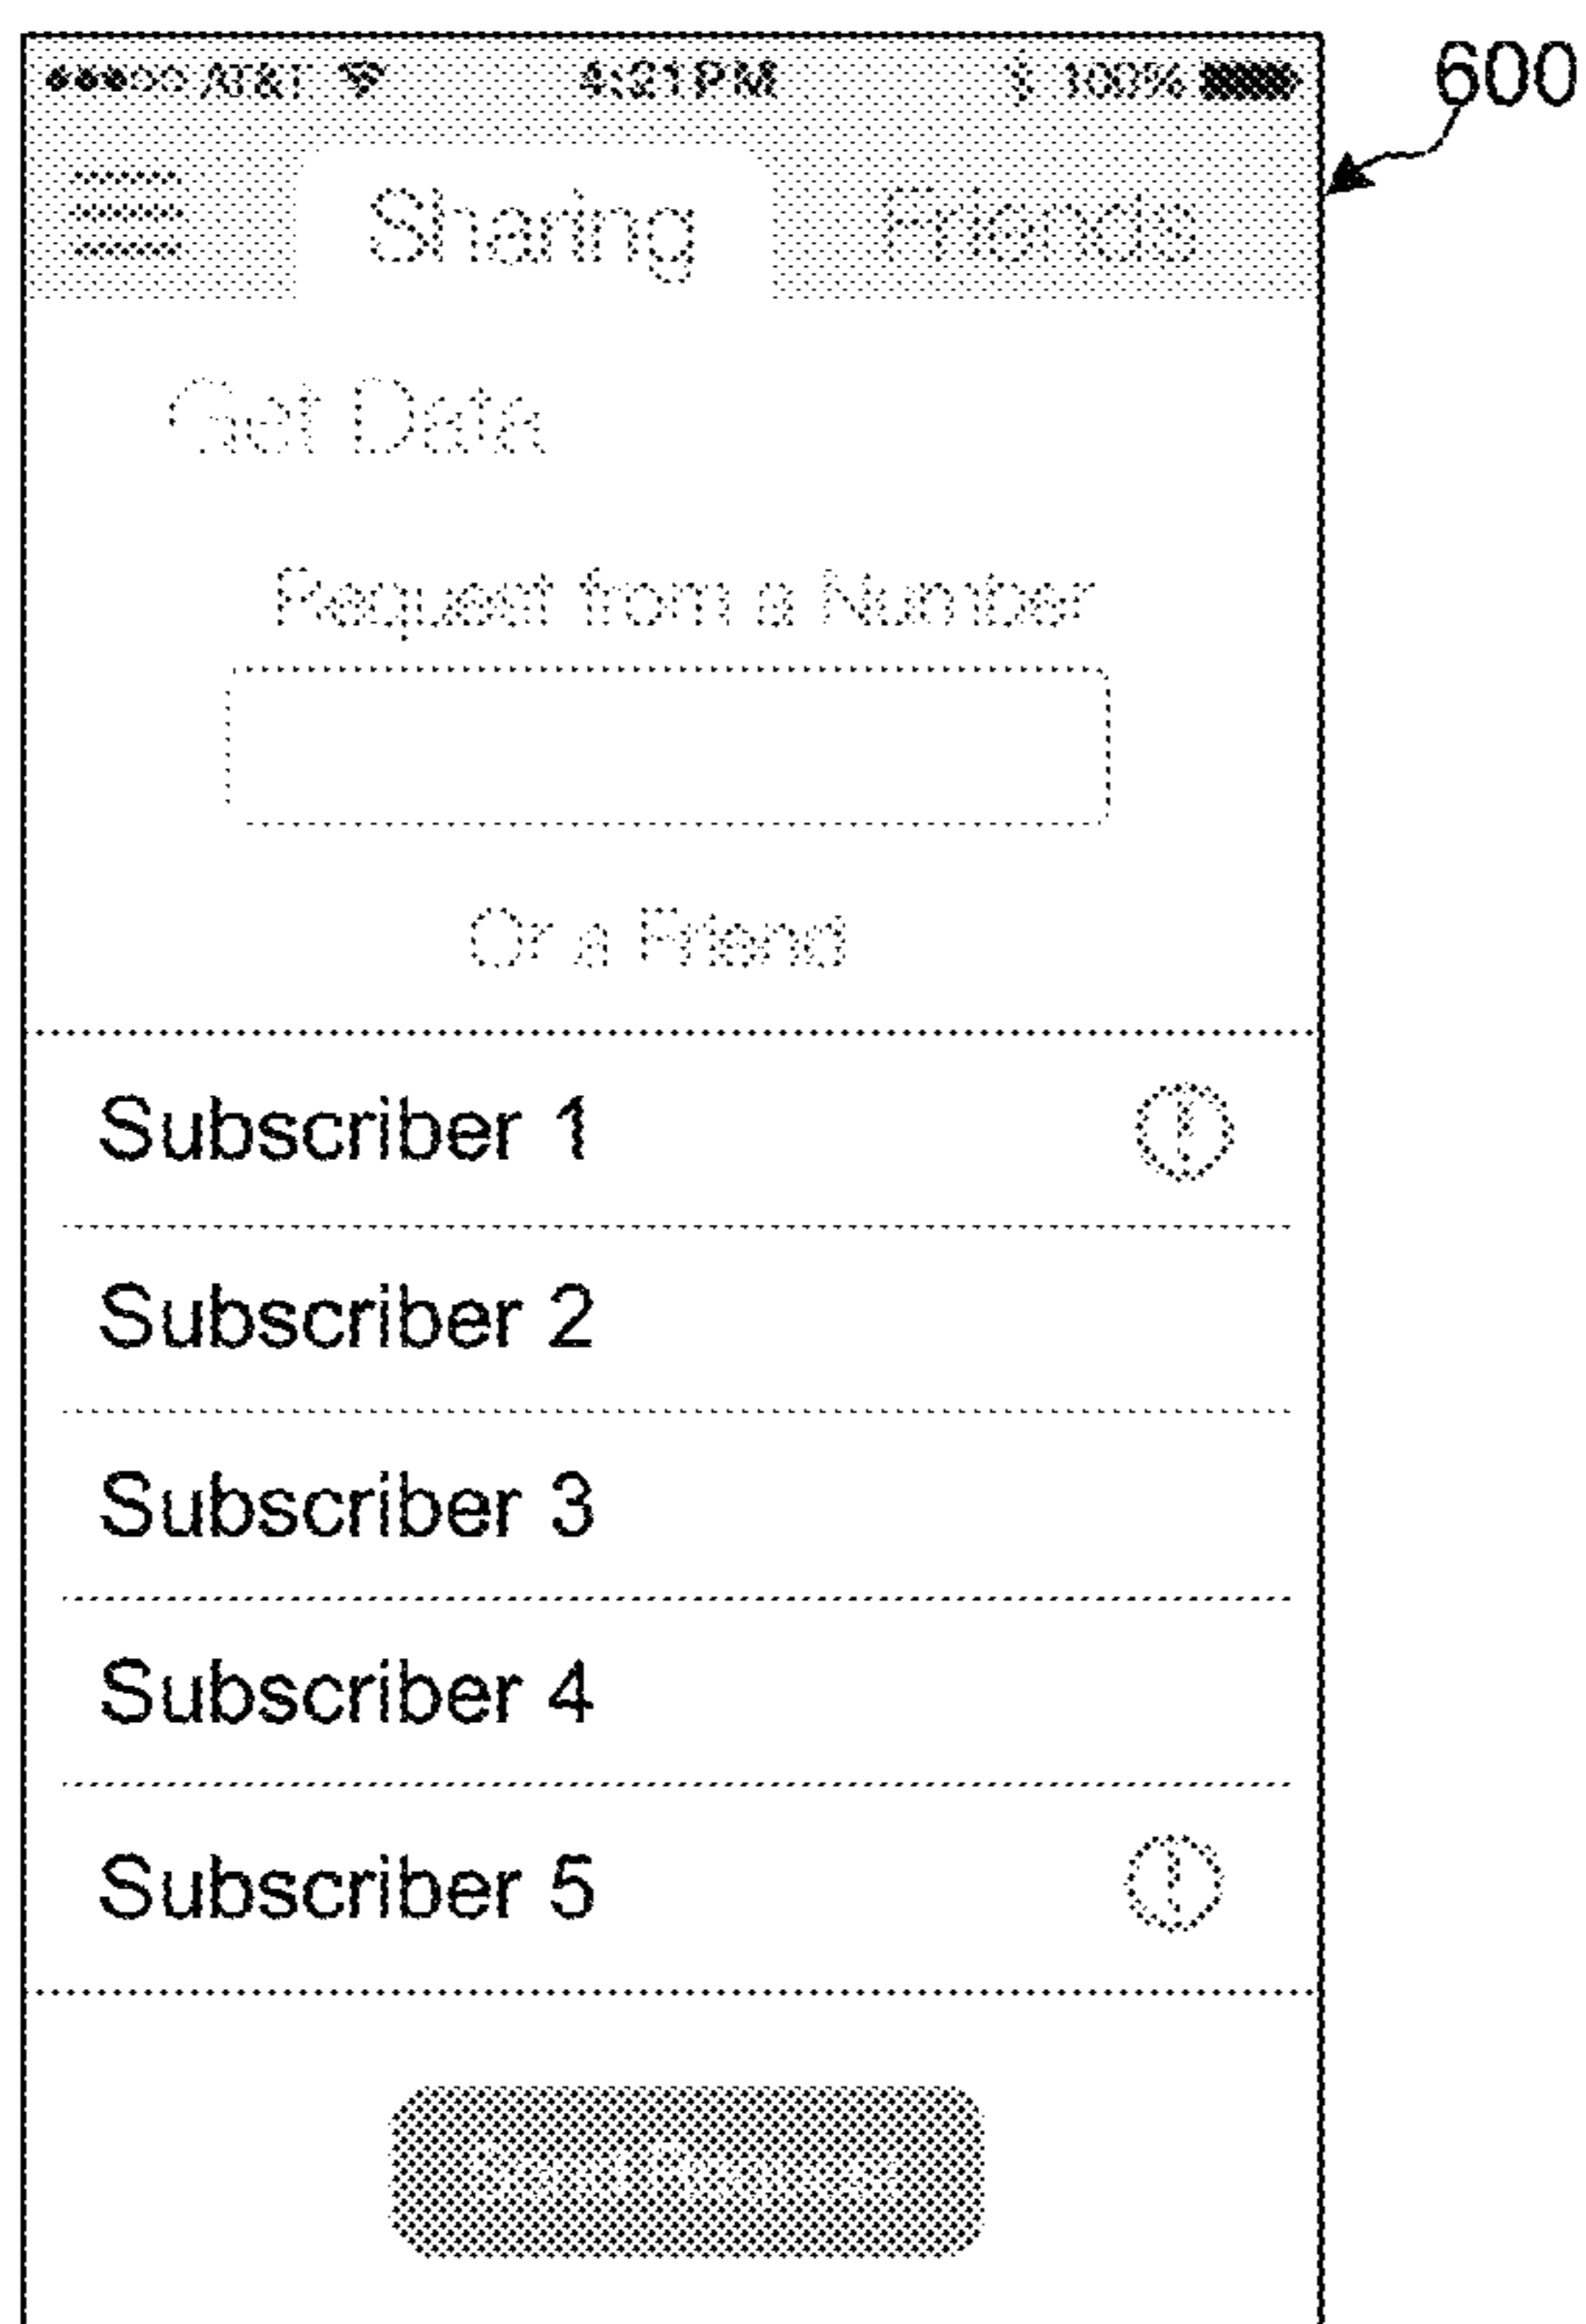 AT&T 4:21 PM 100% 600
Sharing Friends
Get Data
Request from a Number
Or a Friend
Subscriber 1
Subscriber 2
Subscriber 3
Subscriber 4
Subscriber 5